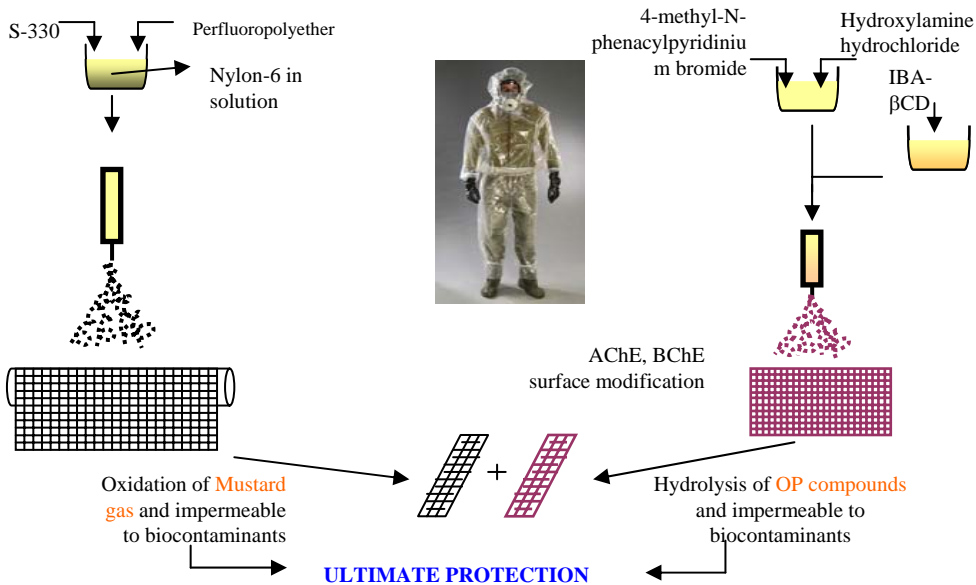 S-330
Perfluoropolyether
Nylon-6 in
solution
4-methyl-N-
phenacylpyridiniu
m bromide
Hydroxylamine
hydrochloride
IBA-
βCD
AChE, BChE
surface modification
+
Oxidation of Mustard
gas and impermeable
to biocontaminants
Hydrolysis of OP compounds
and impermeable to
biocontaminants
ULTIMATE PROTECTION